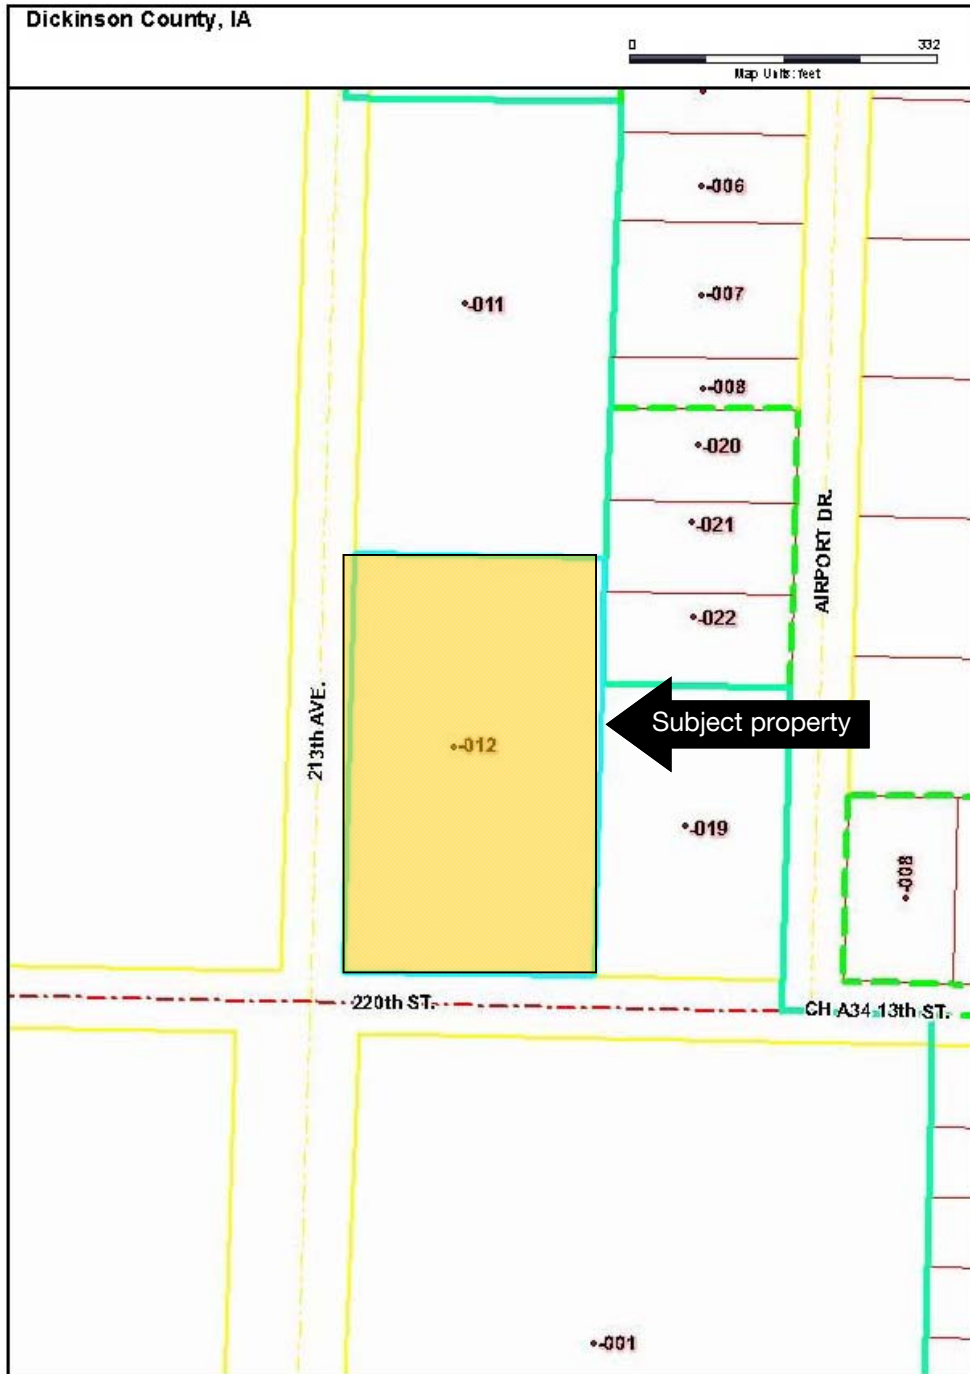 Dickinson County, IA
0 332
Map Units: feet
-006
-007
-011
-008
-020
-021
AIRPORT DR.
-022
213th AVE.
Subject property
-012
-019
-008
220th ST.
CH A34 13th ST.
-001